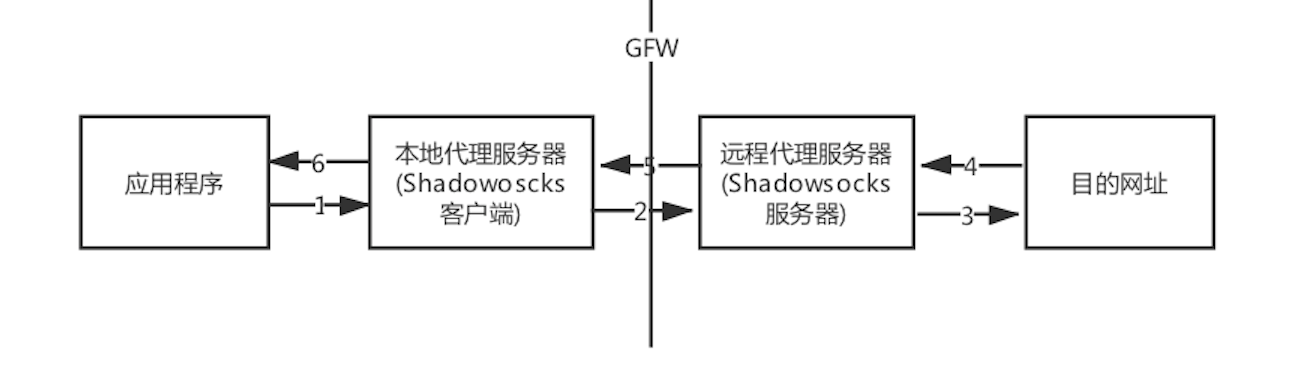 GFW
应用程序
6
1
本地代理服务器
(Shadowoscks
客户端)
5
2
远程代理服务器
(Shadowsocks
服务器)
4
3
目的网址